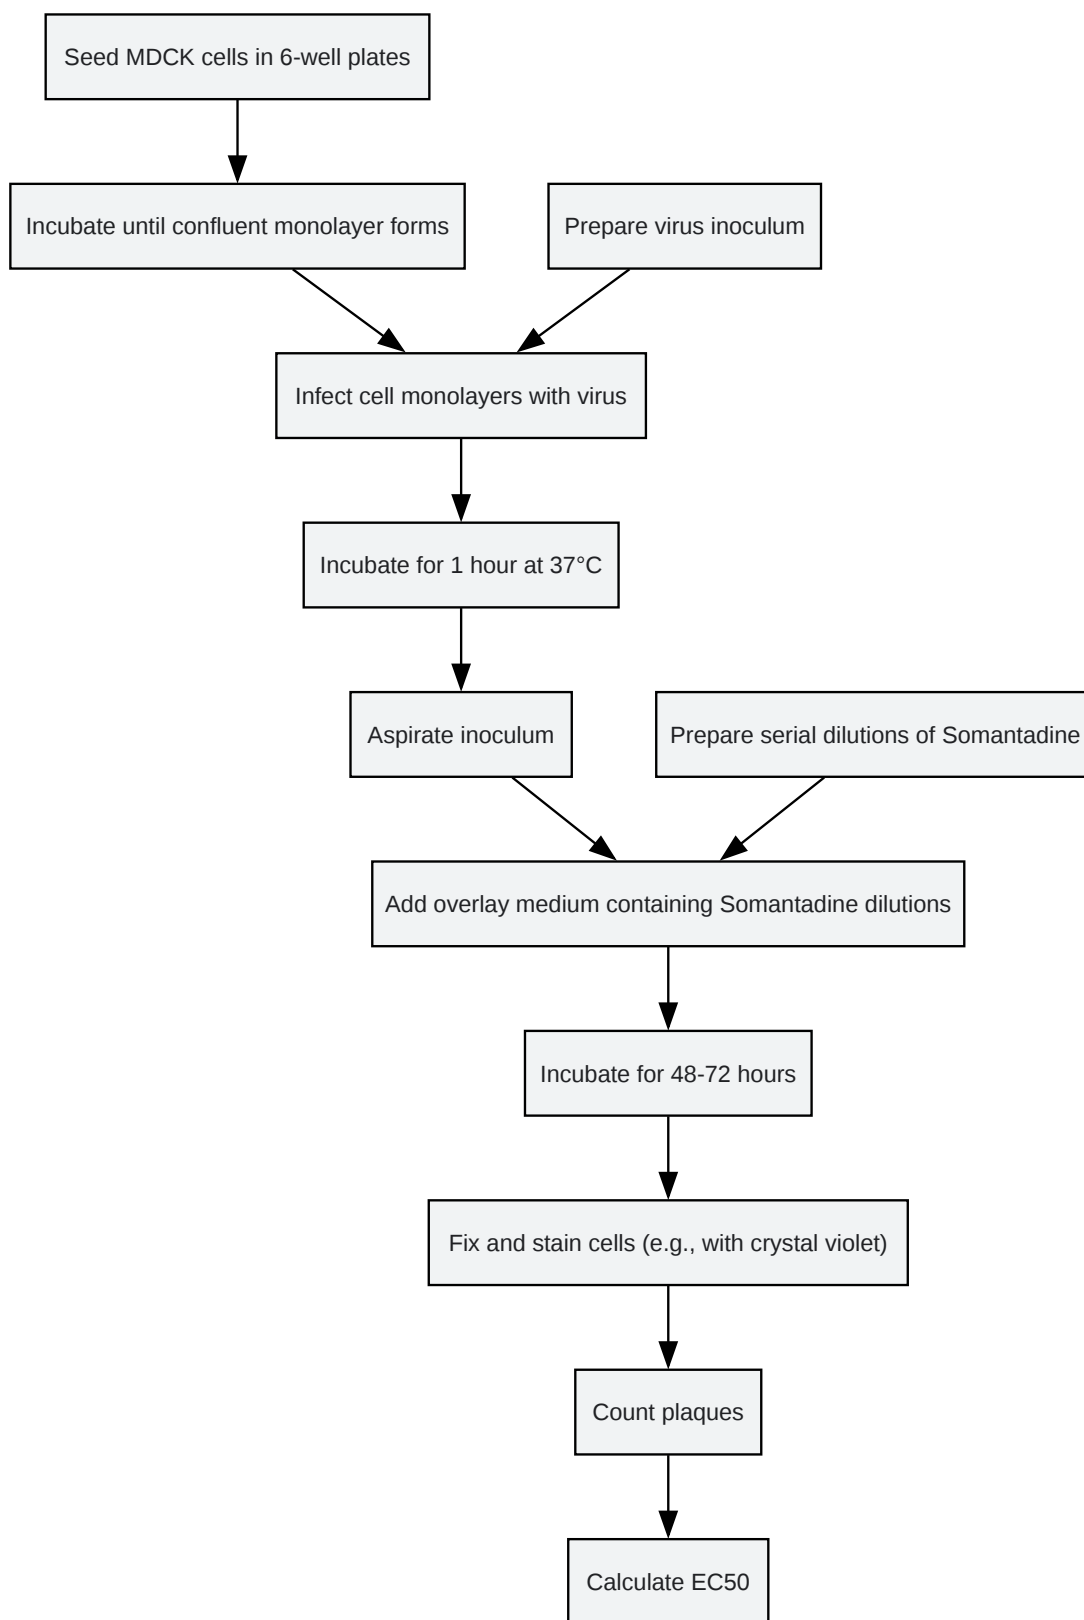 Seed MDCK cells in 6-well plates
Incubate until confluent monolayer forms
Prepare virus inoculum
Infect cell monolayers with virus
Incubate for 1 hour at 37°C
Aspirate inoculum
Prepare serial dilutions of Somantadine
Add overlay medium containing Somantadine dilutions
Incubate for 48-72 hours
Fix and stain cells (e.g., with crystal violet)
Count plaques
Calculate EC50